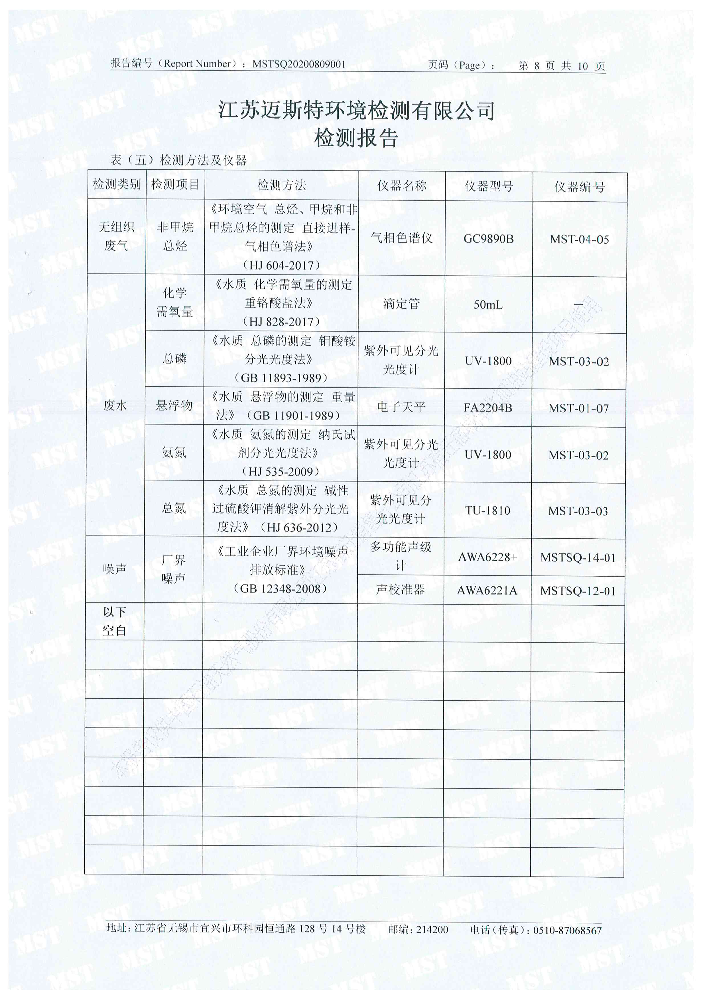 报告编号（Report Number）：MSTSQ20200809001 页码（Page）： 第 8 页 共 10 页
江苏迈斯特环境检测有限公司
检测报告
表（五）检测方法及仪器
检测类别 检测项目 检测方法 仪器名称 仪器型号 仪器编号
无组织
废气
非甲烷
总烃
《环境空气 总烃、甲烷和非
甲烷总烃的测定 直接进样-
气相色谱法》
（HJ 604-2017）
气相色谱仪 GC9890B MST-04-05
废水
化学
需氧量
《水质 化学需氧量的测定
重铬酸盐法》
（HJ 828-2017）
滴定管 50mL —
总磷
《水质 总磷的测定 钼酸铵
分光光度法》
（GB 11893-1989）
紫外可见分光
光度计
UV-1800 MST-03-02
悬浮物
《水质 悬浮物的测定 重量
法》（GB 11901-1989）
电子天平 FA2204B MST-01-07
氨氮
《水质 氨氮的测定 纳氏试
剂分光光度法》
（HJ 535-2009）
紫外可见分光
光度计
UV-1800 MST-03-02
总氮
《水质 总氮的测定 碱性
过硫酸钾消解紫外分光光
度法》（HJ 636-2012）
紫外可见分
光光度计
TU-1810 MST-03-03
噪声
厂界
噪声
《工业企业厂界环境噪声
排放标准》
（GB 12348-2008）
多功能声级
计
AWA6228+ MSTSQ-14-01
声校准器 AWA6221A MSTSQ-12-01
以下
空白
地址：江苏省无锡市宜兴市环科园恒通路 128 号 14 号楼 邮编：214200 电话（传真）：0510-87068567